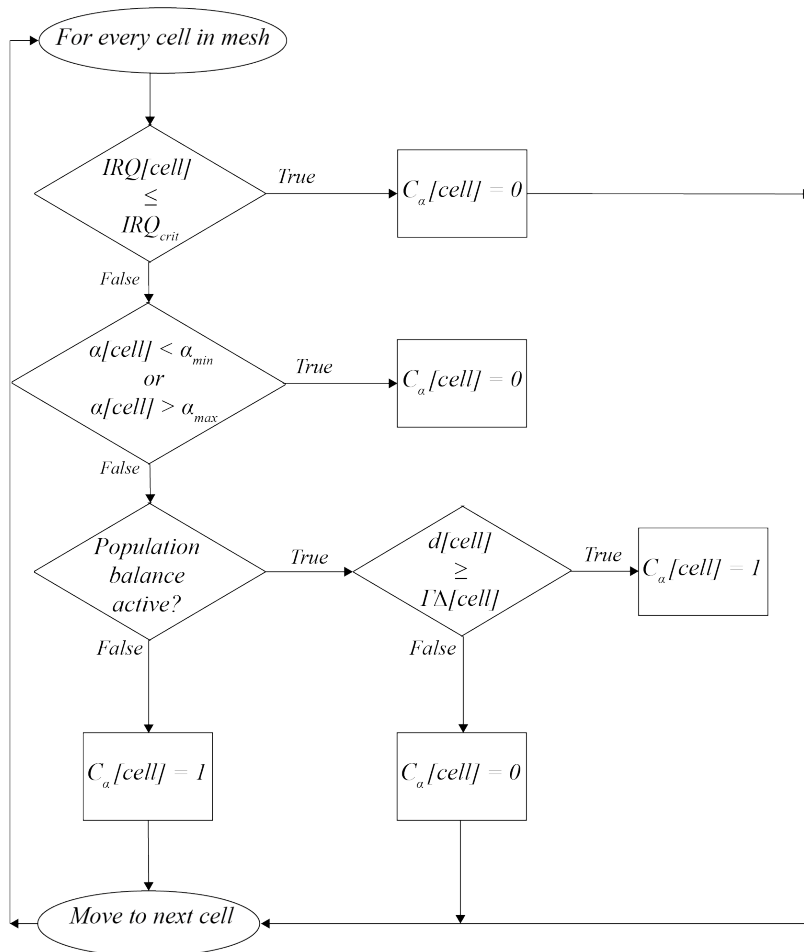 For every cell in mesh
IRQ[cell]
≤
IRQ_crit
True
C_α[cell] = 0
False
α[cell] < α_min
or
α[cell] > α_max
True
C_α[cell] = 0
False
Population
balance
active?
True
d[cell]
≥
ΓΔ[cell]
True
C_α[cell] = 1
False
False
C_α[cell] = 1
C_α[cell] = 0
Move to next cell